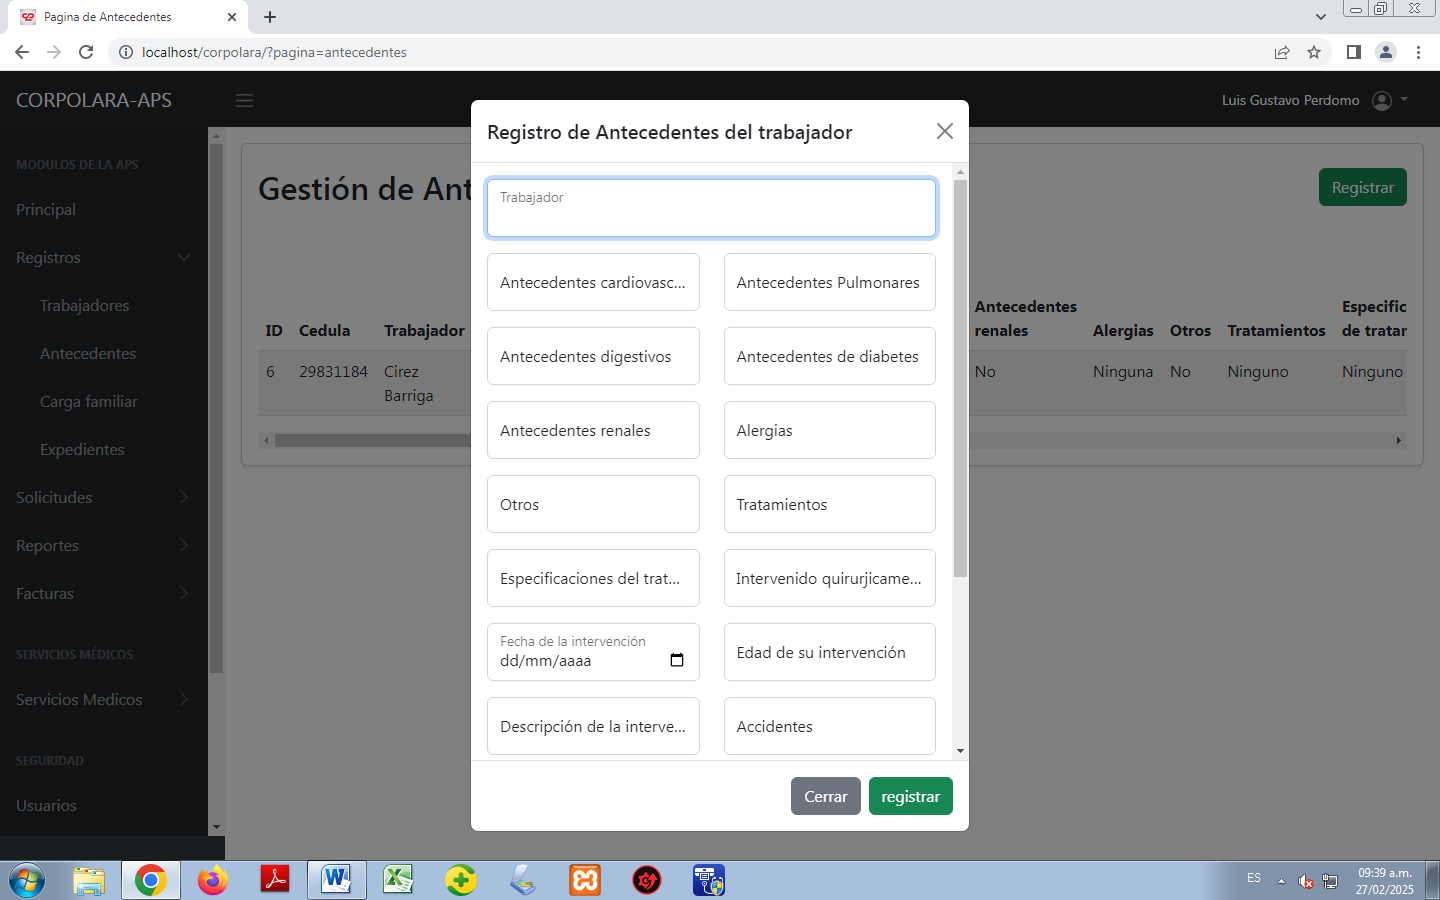 Pagina de Antecedentes
localhost/corpolara/?pagina=antecedentes
CORPOLARA-APS
Luis Gustavo Perdomo
MODULOS DE LA APS
Principal
Registros
Trabajadores
Antecedentes
Carga familiar
Expedientes
Solicitudes
Reportes
Facturas
SERVICIOS MÉDICOS
Servicios Medicos
SEGURIDAD
Usuarios
Gestión de Ant
Registrar
ID Cedula Trabajador
Antecedentes
renales Alergias Otros Tratamientos
Especific
de tratar
6 29831184 Cirez
Barriga
No Ninguna No Ninguno Ninguno
Registro de Antecedentes del trabajador
Trabajador
Antecedentes cardiovasc... Antecedentes Pulmonares
Antecedentes digestivos Antecedentes de diabetes
Antecedentes renales Alergias
Otros Tratamientos
Especificaciones del trat... Intervenido quirurjicame...
Fecha de la intervención
dd/mm/aaaa
Edad de su intervención
Descripción de la interve... Accidentes
Cerrar registrar
ES
09:39 a.m.
27/02/2025